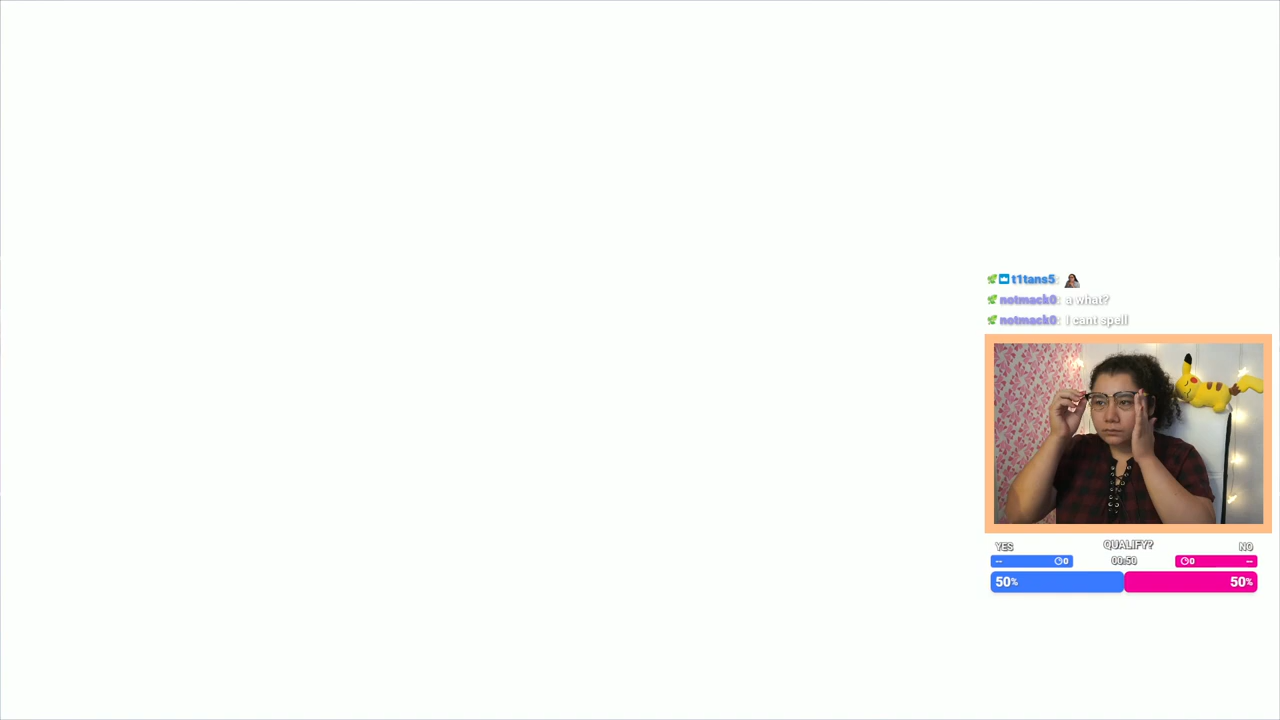 t1tans5:
notmack0: a what?
notmack0: I cant spell
YES QUALIFY? NO
-- 0 00:50 0 --
50% 50%